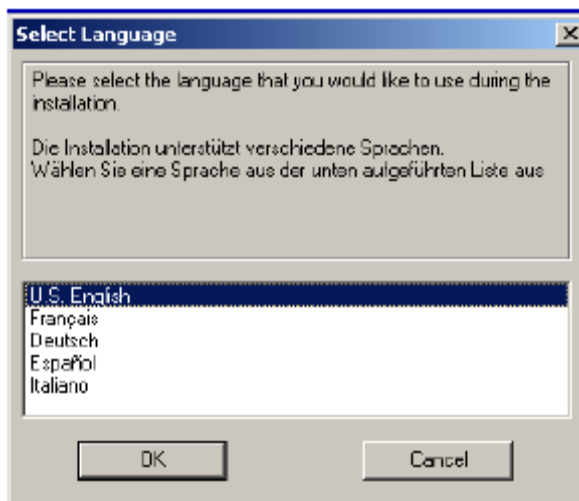 Select Language
Please select the language that you would like to use during the
installation.
Die Installation unterstützt verschiedene Sprachen.
Wählen Sie eine Sprache aus der unten aufgeführten Liste aus
U.S. English
Français
Deutsch
Español
Italiano
OK
Cancel